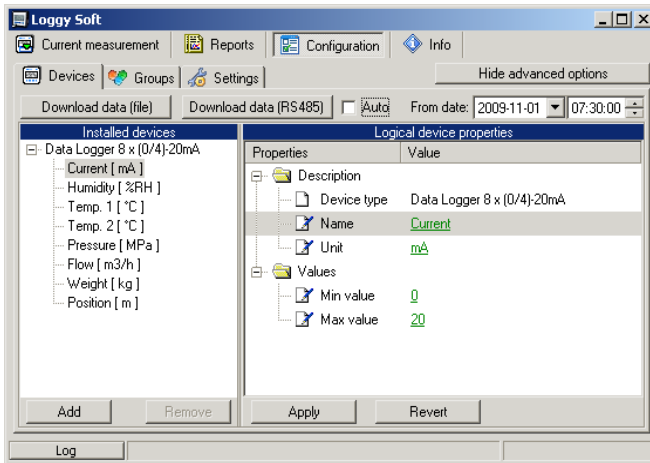 Loggy Soft
Current measurement Reports Configuration Info
Devices Groups Settings Hide advanced options
Download data (file) Download data (RS485) Auto From date: 2009-11-01 07:30:00
Installed devices Logical device properties
Data Logger 8 x (0/4)-20mA Properties Value
Current [ mA ] Description
Humidity [ %RH ] Device type Data Logger 8 x (0/4)-20mA
Temp. 1 [ °C ] Name Current
Temp. 2 [ °C ] Unit mA
Pressure [ MPa ] Values
Flow [ m3/h ] Min value 0
Weight [ kg ] Max value 20
Position [ m ]
Add Remove Apply Revert
Log